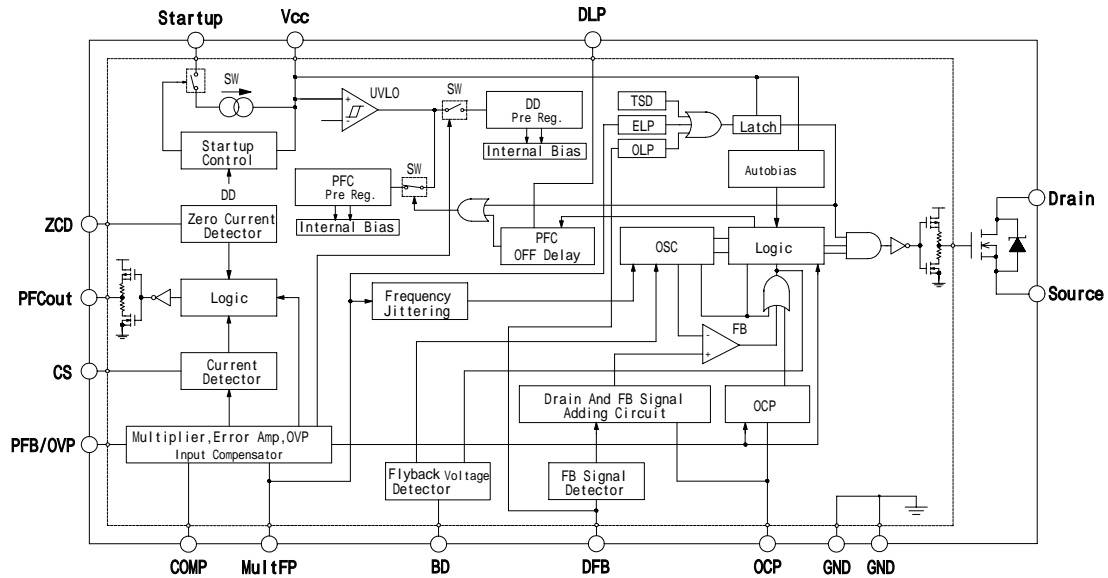 Startup
Vcc
DLP
SW
UVLO
SW
DD
Pre Reg.
Internal Bias
TSD
ELP
OLP
Latch
Startup
Control
DD
SW
PFC
Pre Reg.
Internal Bias
Autobias
Drain
ZCD
Zero Current
Detector
PFC
OFF Delay
OSC
Logic
PFCout
Logic
Frequency
Jittering
Source
FB
-
+
+
-
CS
Current
Detector
Drain And FB Signal
Adding Circuit
OCP
PFB/OVP
Multiplier,Error Amp,OVP
Input Compensator
Flyback Voltage
Detector
FB Signal
Detector
COMP
MultFP
BD
DFB
OCP
GND
GND